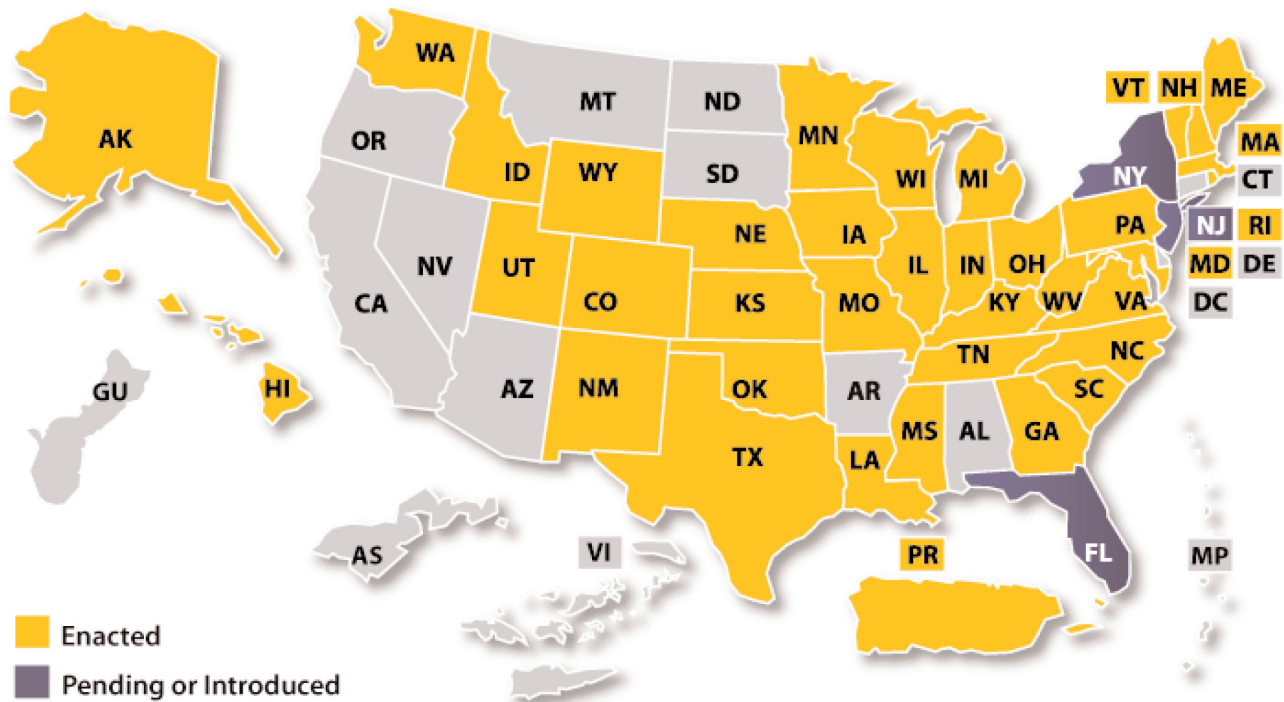 WA
VT NH ME
MT ND
AK
OR
MN
MA
ID WY
SD
WI MI
NY
CT
NE
IA
PA
NJ RI
NV
UT
IL IN OH
MD DE
CA
CO
KS
MO
KY WV VA
DC
TN
NC
GU
HI
AZ NM
OK
AR
SC
MS AL GA
TX
LA
AS
VI
PR
FL
MP
Enacted
Pending or Introduced